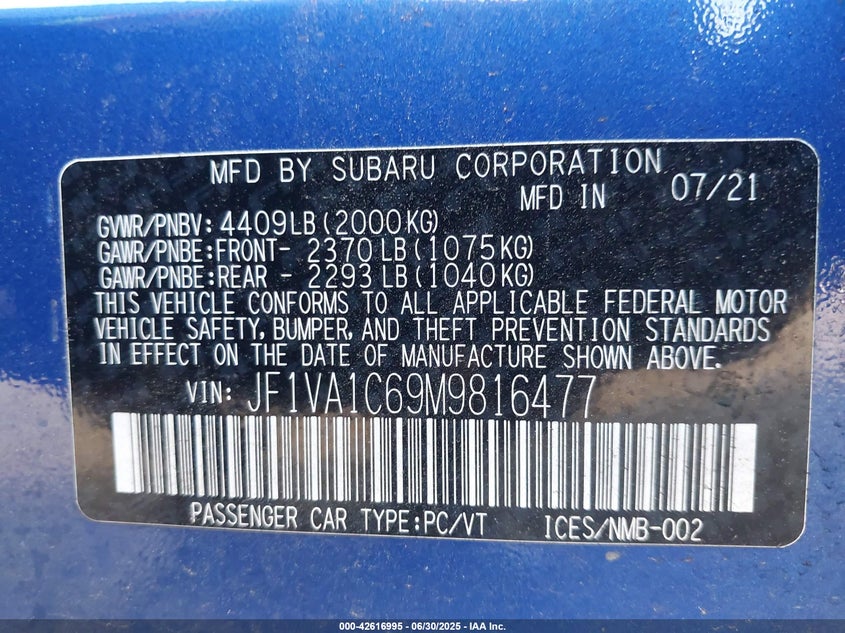 MFD BY SUBARU CORPORATION
MFD IN 07/21
GVWR/PNBV: 4409LB(2000KG)
GAWR/PNBE:FRONT- 2370LB(1075KG)
GAWR/PNBE:REAR - 2293LB(1040KG)
THIS VEHICLE CONFORMS TO ALL APPLICABLE FEDERAL MOTOR
VEHICLE SAFETY, BUMPER, AND THEFT PREVENTION STANDARDS
IN EFFECT ON THE DATE OF MANUFACTURE SHOWN ABOVE.
VIN: JF1VA1C69M9816477
PASSENGER CAR TYPE:PC/VT ICES/NMB-002
000-42616995 - 06/30/2025 - IAA Inc.